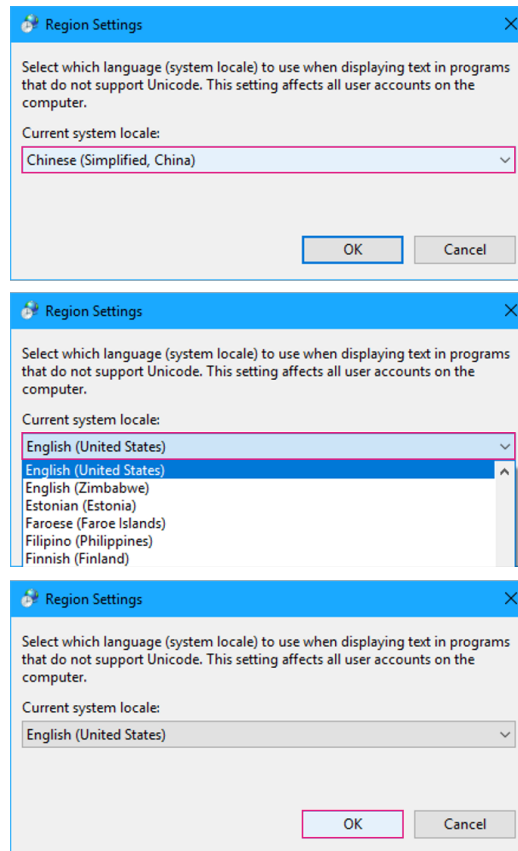 Region Settings
Select which language (system locale) to use when displaying text in programs
that do not support Unicode. This setting affects all user accounts on the
computer.
Current system locale:
Chinese (Simplified, China)
OK Cancel
Region Settings
Select which language (system locale) to use when displaying text in programs
that do not support Unicode. This setting affects all user accounts on the
computer.
Current system locale:
English (United States)
English (United States)
English (Zimbabwe)
Estonian (Estonia)
Faroese (Faroe Islands)
Filipino (Philippines)
Finnish (Finland)
Region Settings
Select which language (system locale) to use when displaying text in programs
that do not support Unicode. This setting affects all user accounts on the
computer.
Current system locale:
English (United States)
OK Cancel